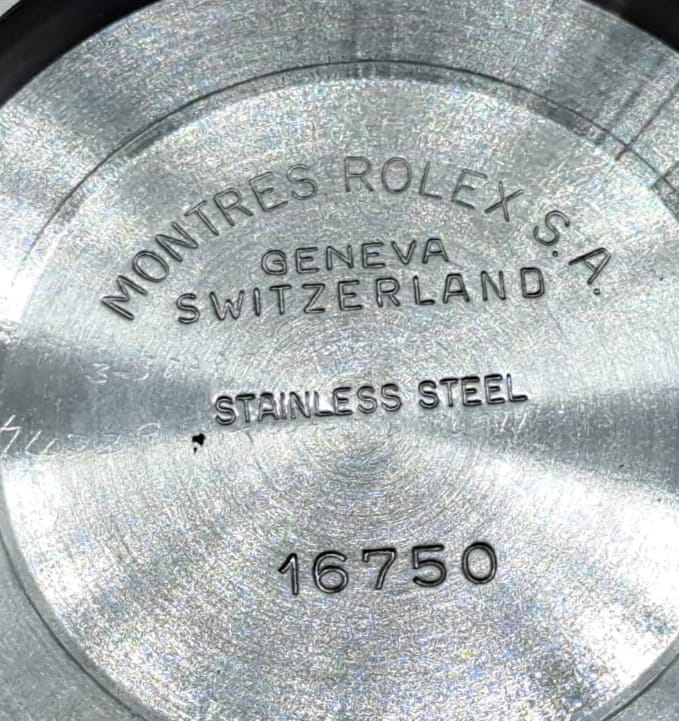 MONTRES ROLEX S.A.
GENEVA
SWITZERLAND
STAINLESS STEEL
16750